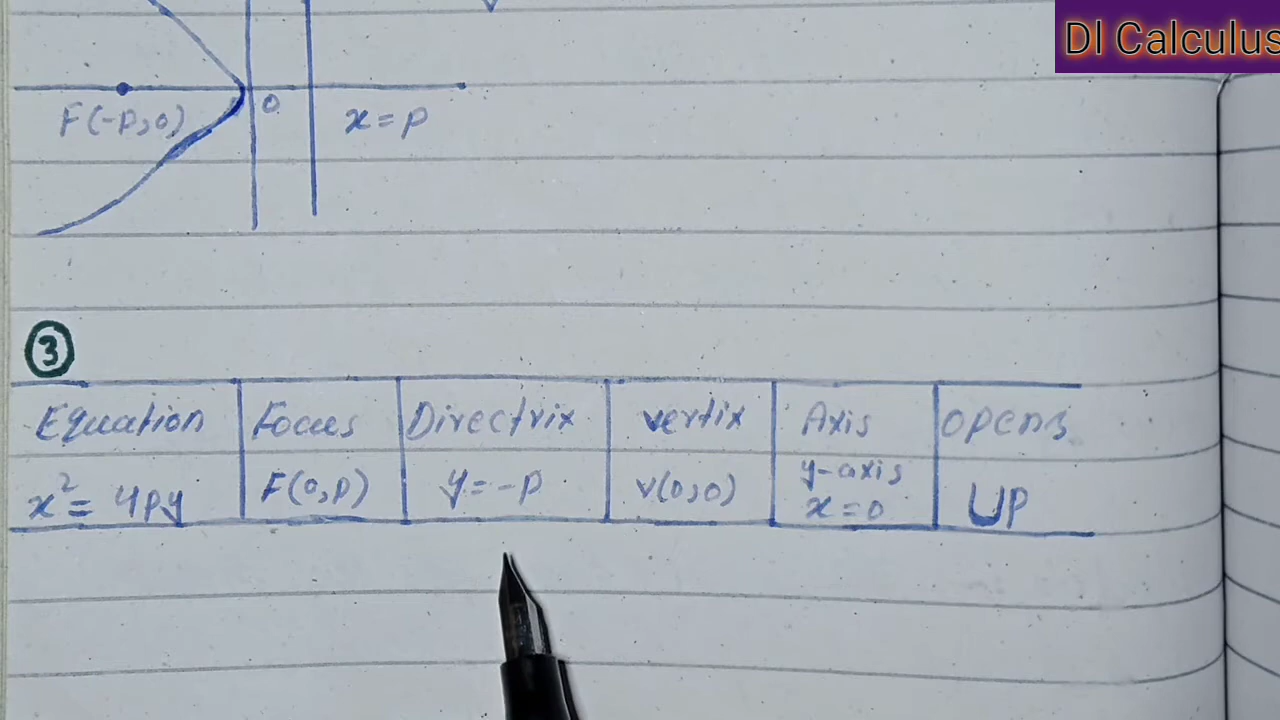 DI Calculus
F(-P,0)
0
x = P
3
Equation Focus Directrix vertix Axis opens
x² = 4py F(0,P) y = -P v(0,0) y-axis x = 0 UP